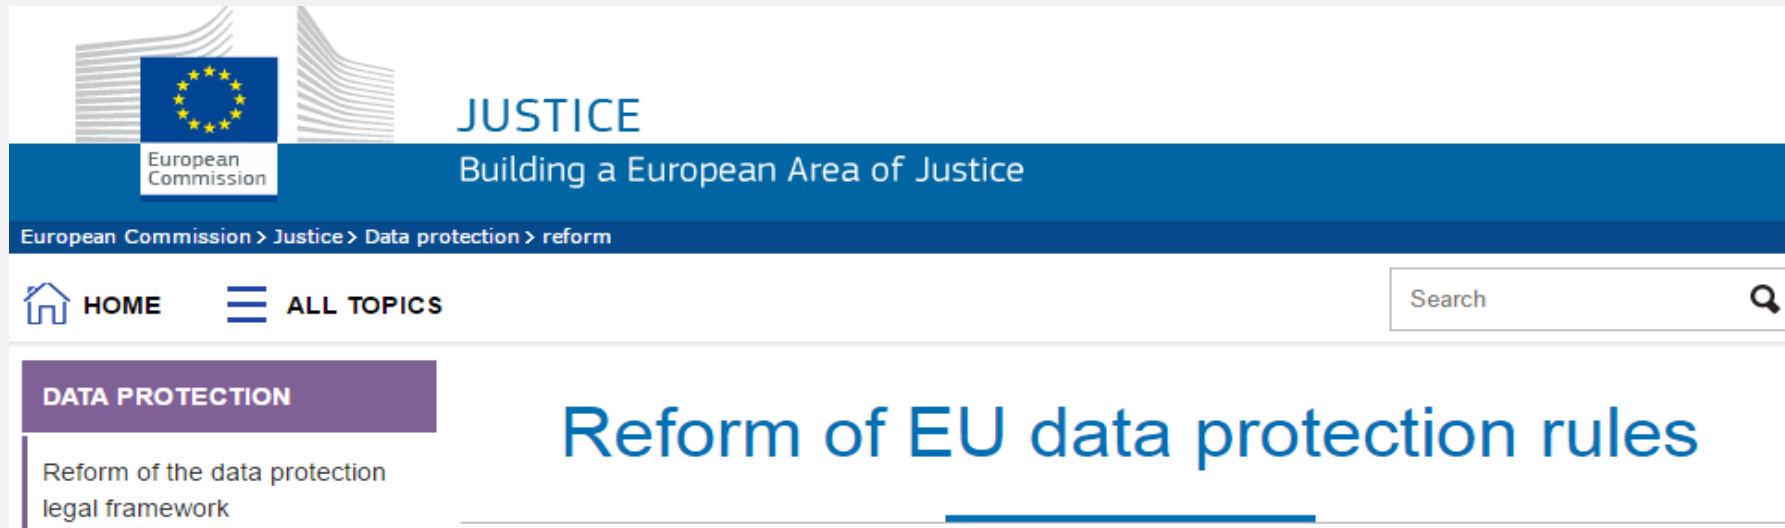 JUSTICE
European
Commission
Building a European Area of Justice
European Commission > Justice > Data protection > reform
HOME
ALL TOPICS
Search
DATA PROTECTION
Reform of the data protection
legal framework
Reform of EU data protection rules